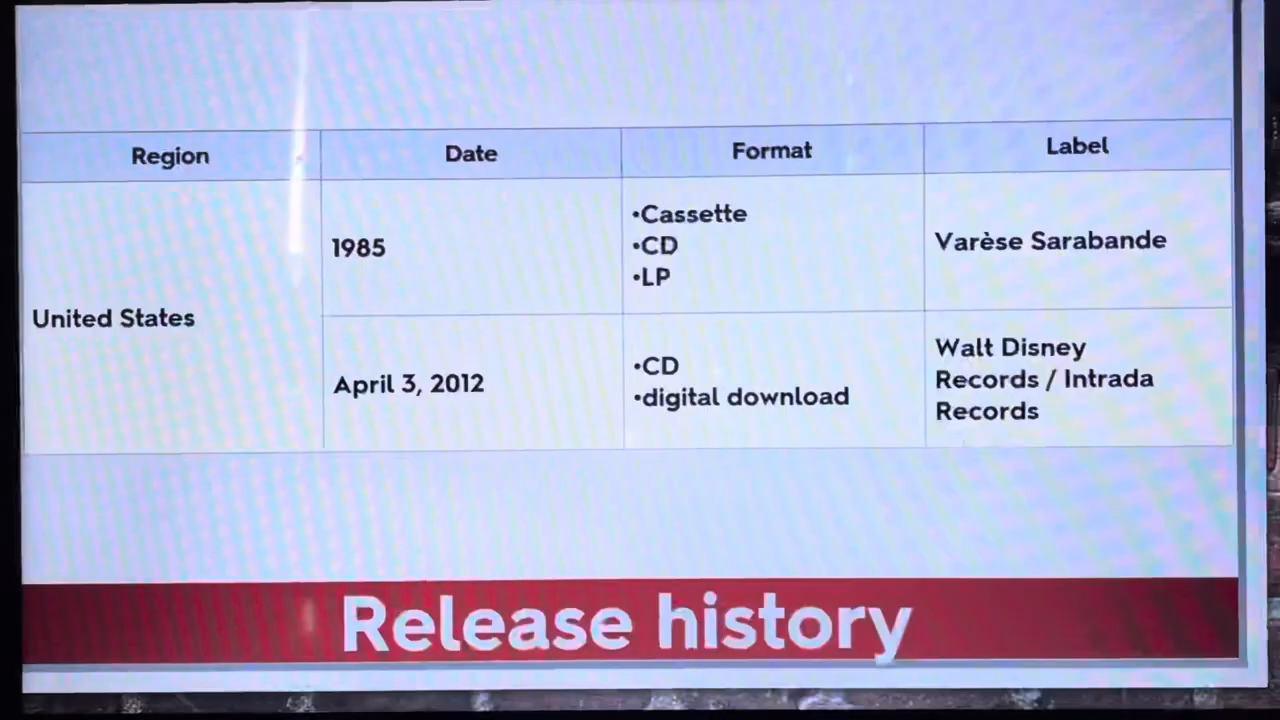 Region Date Format Label
United States
1985
•Cassette
•CD
•LP
Varèse Sarabande
April 3, 2012
•CD
•digital download
Walt Disney
Records / Intrada
Records
Release history